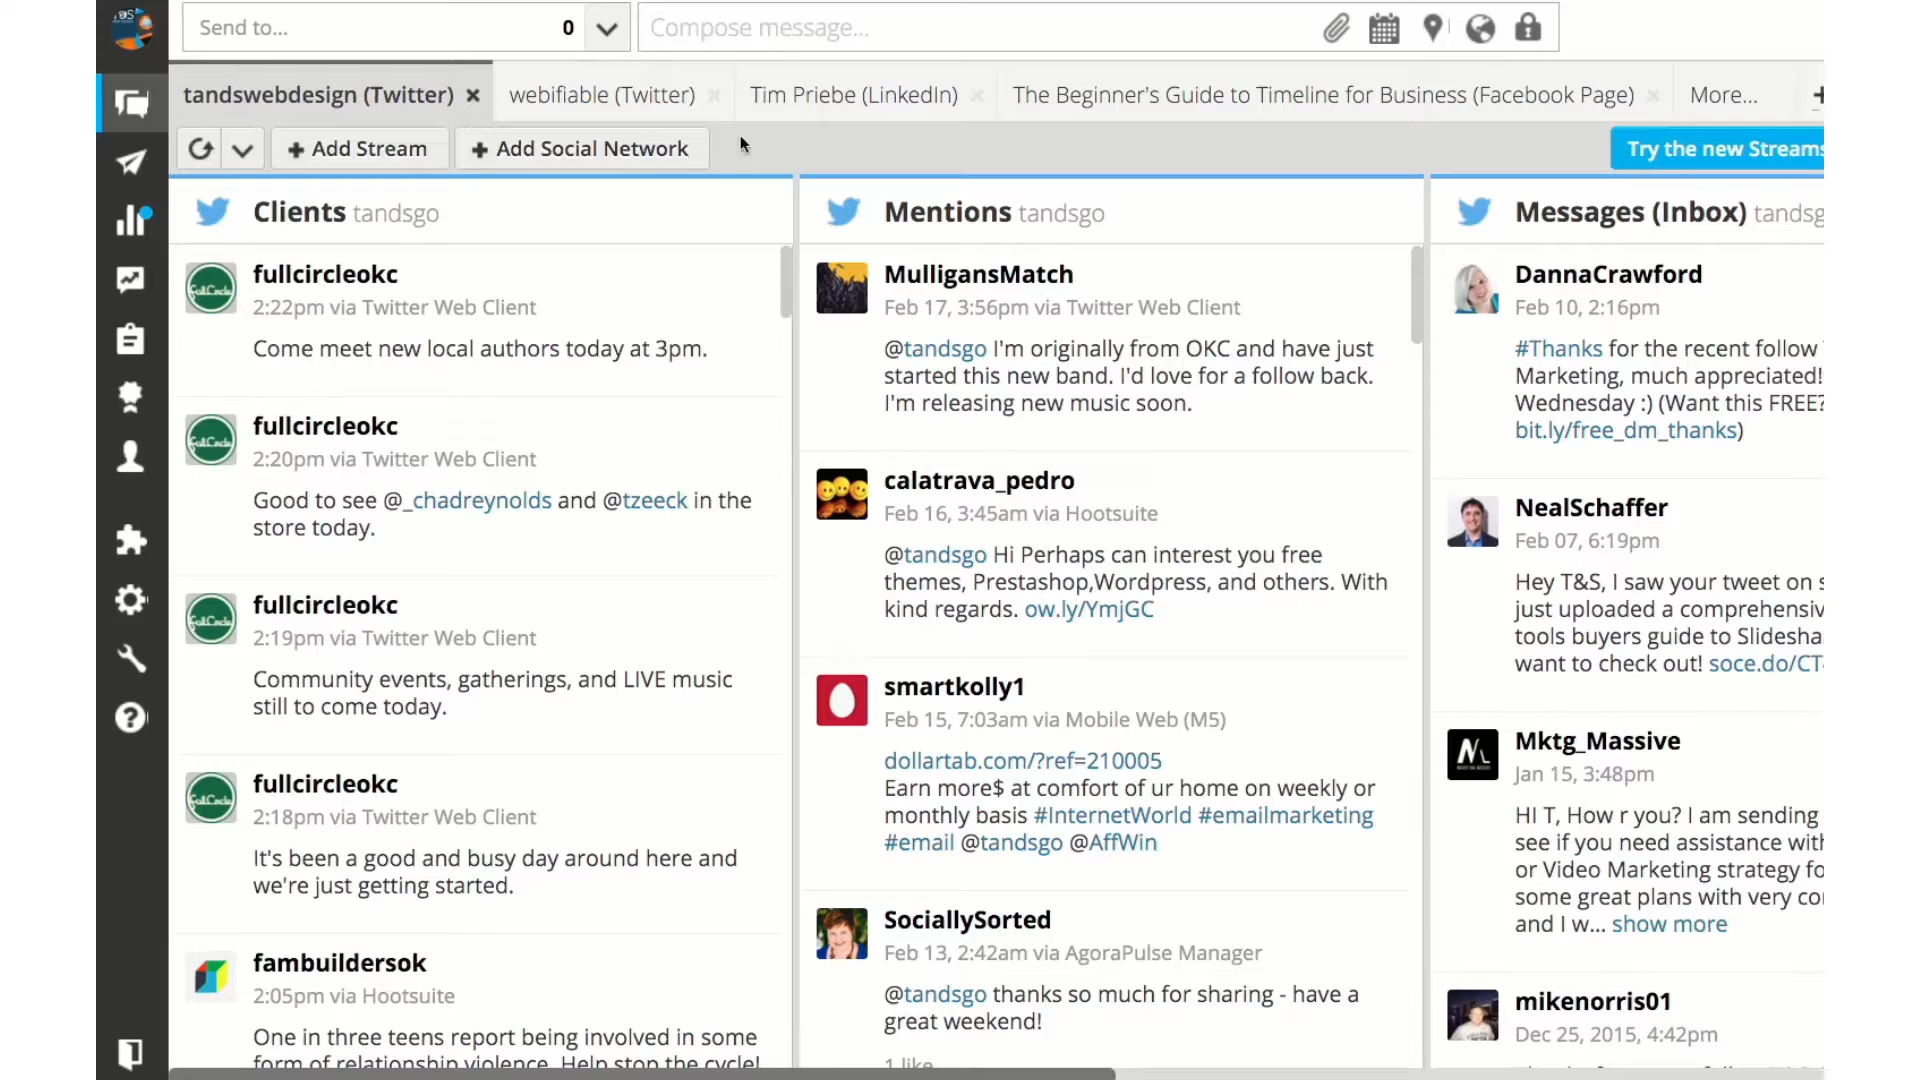 Send to...
0
Compose message...
tandswebdesign (Twitter)
webifiable (Twitter)
Tim Priebe (LinkedIn)
The Beginner's Guide to Timeline for Business (Facebook Page)
More...
Add Stream
Add Social Network
Try the new Streams
Clients tandsgo
fullcircleokc
2:22pm via Twitter Web Client
Come meet new local authors today at 3pm.
fullcircleokc
2:20pm via Twitter Web Client
Good to see @_chadreynolds and @tzeeck in the
store today.
fullcircleokc
2:19pm via Twitter Web Client
Community events, gatherings, and LIVE music
still to come today.
fullcircleokc
2:18pm via Twitter Web Client
It's been a good and busy day around here and
we're just getting started.
fambuildersok
2:05pm via Hootsuite
One in three teens report being involved in some
form of relationship violence. Help stop the cycle!
Mentions tandsgo
MulligansMatch
Feb 17, 3:56pm via Twitter Web Client
@tandsgo I'm originally from OKC and have just
started this new band. I'd love for a follow back.
I'm releasing new music soon.
calatrava_pedro
Feb 16, 3:45am via Hootsuite
@tandsgo Hi Perhaps can interest you free
themes, Prestashop,Wordpress, and others. With
kind regards. ow.ly/YmjGC
smartkolly1
Feb 15, 7:03am via Mobile Web (M5)
dollartab.com/?ref=210005
Earn more$ at comfort of ur home on weekly or
monthly basis #InternetWorld #emailmarketing
#email @tandsgo @AffWin
SociallySorted
Feb 13, 2:42am via AgoraPulse Manager
@tandsgo thanks so much for sharing - have a
great weekend!
1 like
Messages (Inbox) tandsg
DannaCrawford
Feb 10, 2:16pm
#Thanks for the recent follow
Marketing, much appreciated!
Wednesday :) (Want this FREE?
bit.ly/free_dm_thanks)
NealSchaffer
Feb 07, 6:19pm
Hey T&S, I saw your tweet on s
just uploaded a comprehensiv
tools buyers guide to Slidesha
want to check out! soce.do/CT
Mktg_Massive
Jan 15, 3:48pm
HI T, How r you? I am sending
see if you need assistance with
or Video Marketing strategy fo
some great plans with very co
and I w... show more
mikenorris01
Dec 25, 2015, 4:42pm